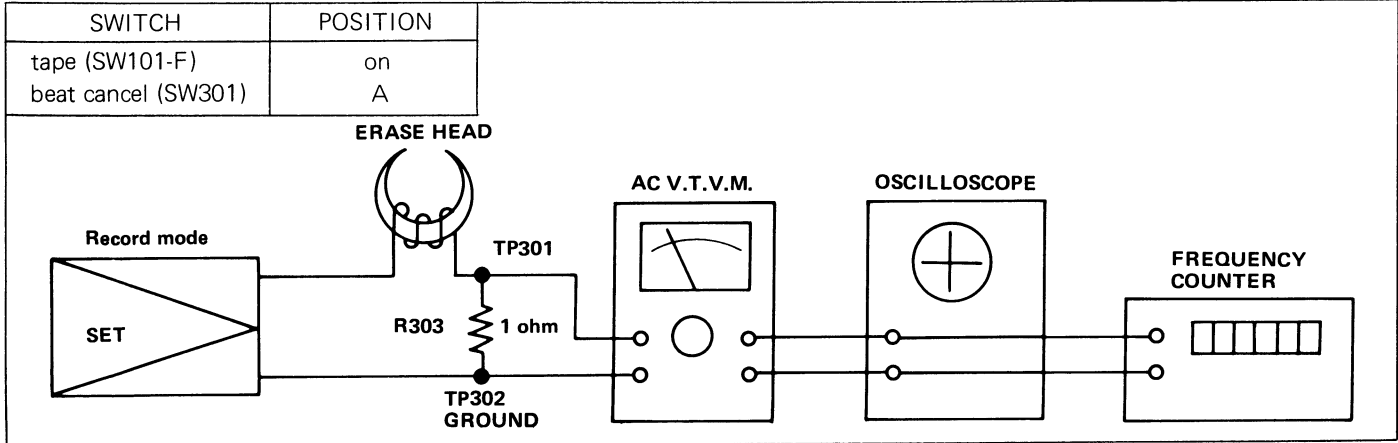 SWITCH POSITION
tape (SW101-F) on
beat cancel (SW301) A
ERASE HEAD
AC V.T.V.M.
OSCILLOSCOPE
Record mode
TP301
FREQUENCY
COUNTER
SET
R303
1 ohm
TP302
GROUND